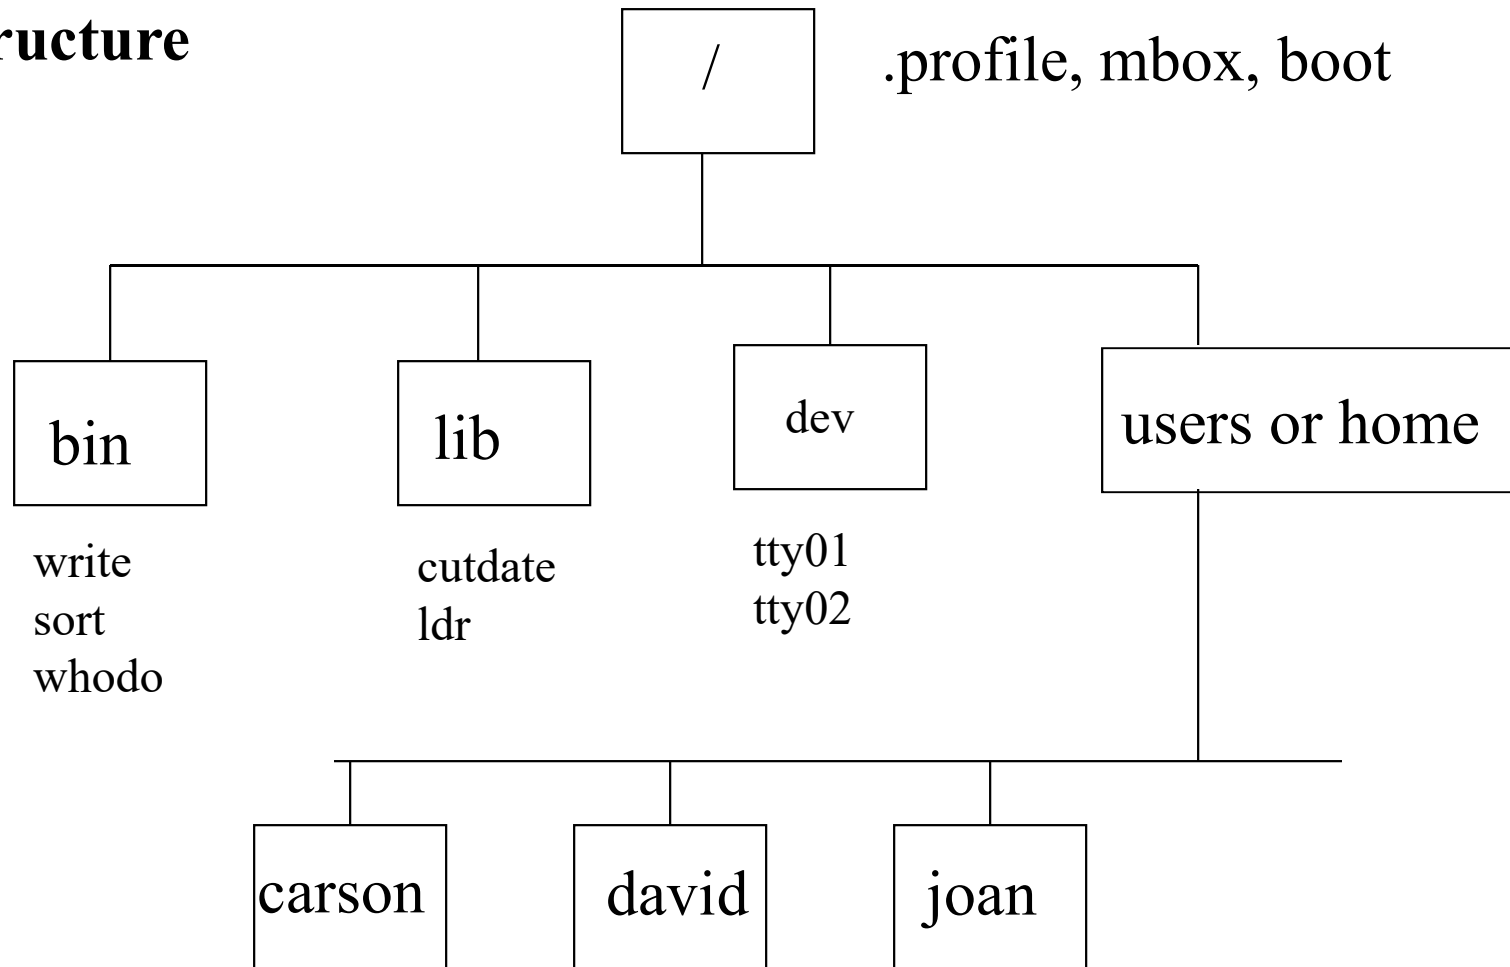 ructure
/
.profile, mbox, boot
bin
lib
dev
users or home
write
sort
whodo
cutdate
ldr
tty01
tty02
carson
david
joan